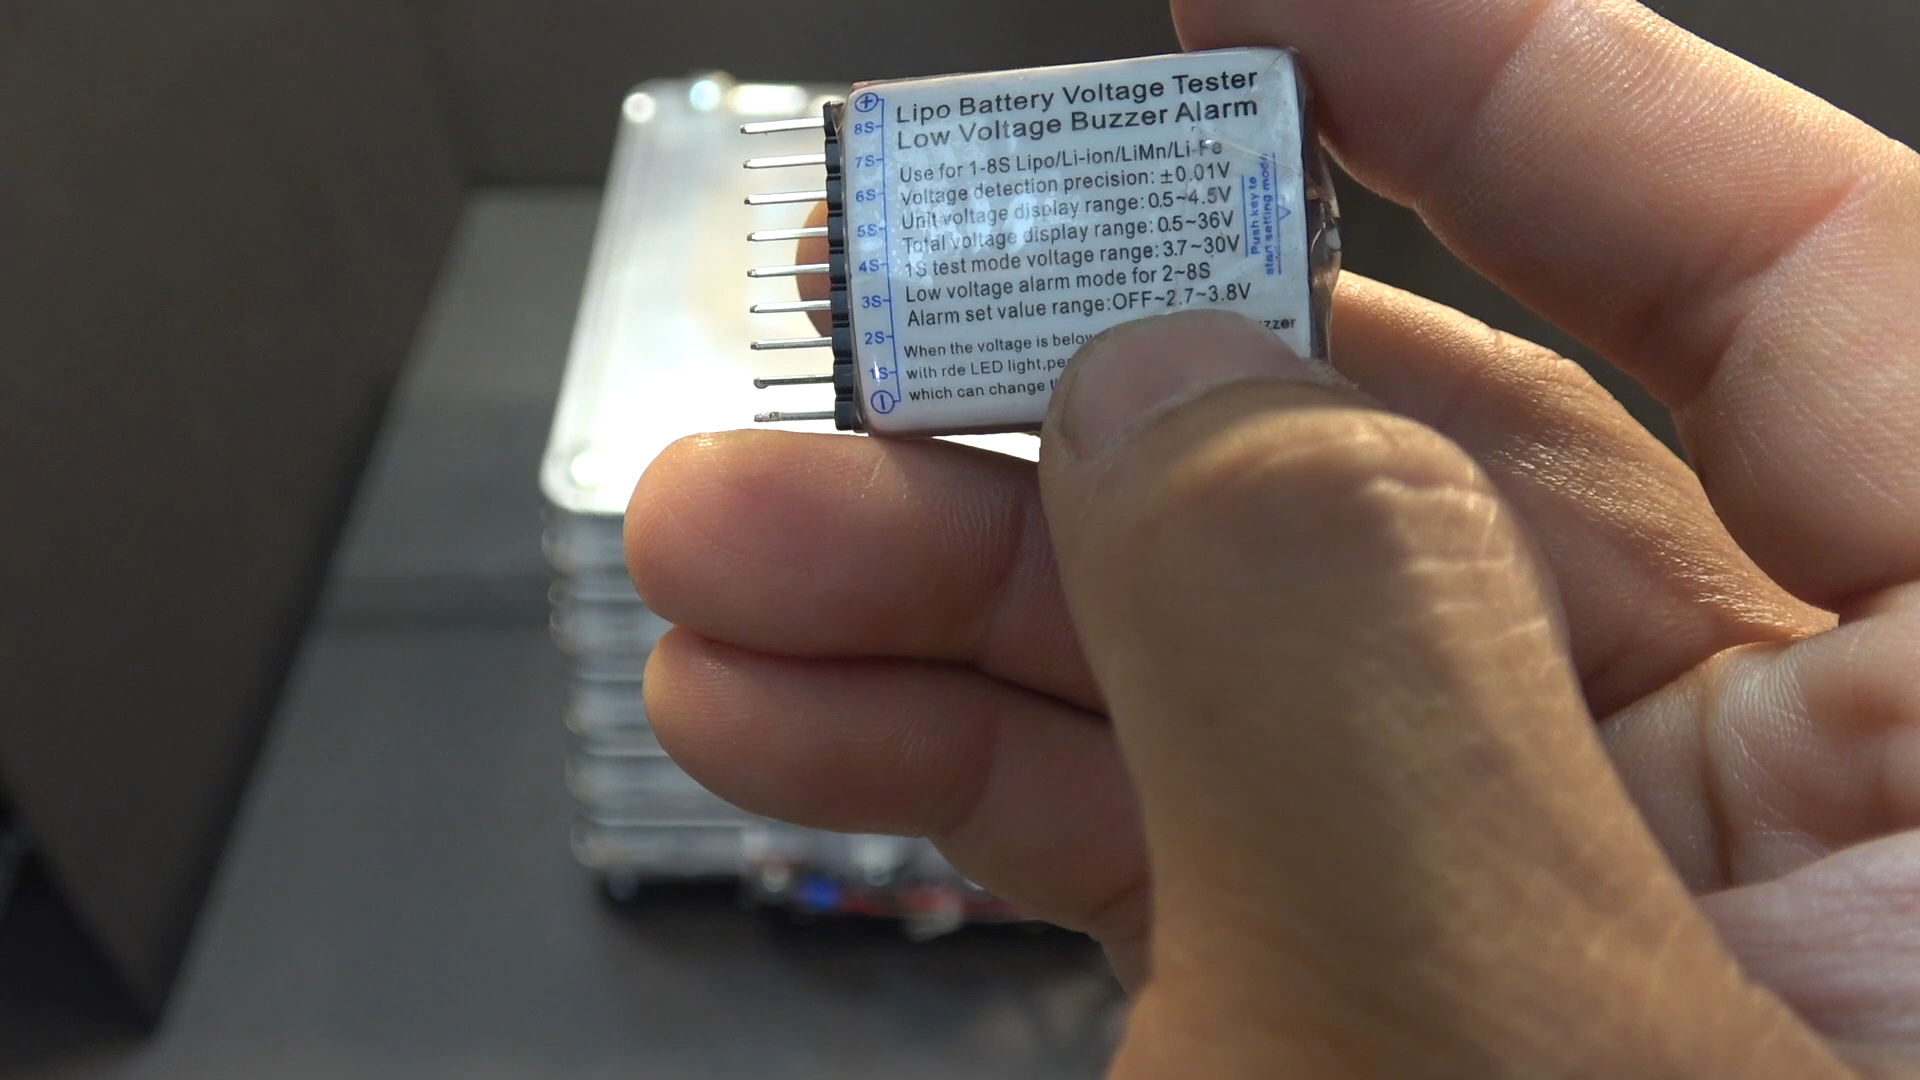 Lipo Battery Voltage Tester
Low Voltage Buzzer Alarm
Use for 1-8S Lipo/Li-ion/LiMn/Li-Fe
Voltage detection precision: ±0.01V
Unit voltage display range: 0.5~4.5V
Total voltage display range: 0.5~36V
1S test mode voltage range: 3.7~30V
Low voltage alarm mode for 2~8S
Alarm set value range:OFF~2.7~3.8V
When the voltage is below
with rde LED light,
which can change
8S
7S
6S
5S
4S
3S
2S
1S
Push key to
start setting mode